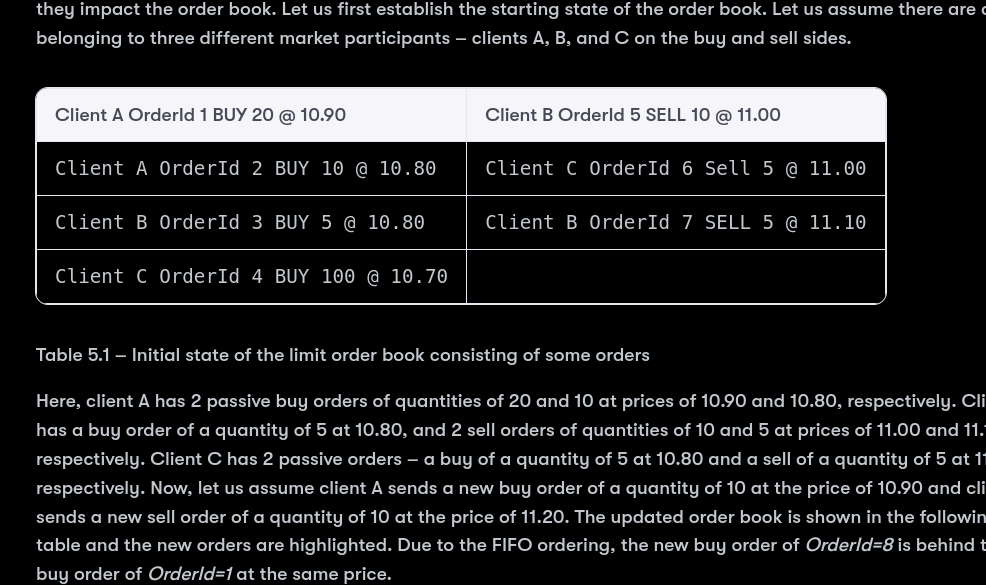 they impact the order book. Let us first establish the starting state of the order book. Let us assume there are
belonging to three different market participants – clients A, B, and C on the buy and sell sides.
Client A OrderId 1 BUY 20 @ 10.90 Client B OrderId 5 SELL 10 @ 11.00
Client A OrderId 2 BUY 10 @ 10.80 Client C OrderId 6 Sell 5 @ 11.00
Client B OrderId 3 BUY 5 @ 10.80 Client B OrderId 7 SELL 5 @ 11.10
Client C OrderId 4 BUY 100 @ 10.70
Table 5.1 – Initial state of the limit order book consisting of some orders
Here, client A has 2 passive buy orders of quantities of 20 and 10 at prices of 10.90 and 10.80, respectively.
has a buy order of a quantity of 5 at 10.80, and 2 sell orders of quantities of 10 and 5 at prices of 11.00 and
respectively. Client C has 2 passive orders – a buy of a quantity of 5 at 10.80 and a sell of a quantity of 5 at
respectively. Now, let us assume client A sends a new buy order of a quantity of 10 at the price of 10.90 and
sends a new sell order of a quantity of 10 at the price of 11.20. The updated order book is shown in the
table and the new orders are highlighted. Due to the FIFO ordering, the new buy order of OrderId=8 is behind
buy order of OrderId=1 at the same price.